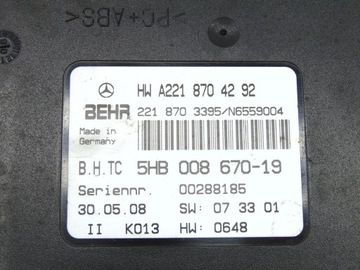 >PC+ABS<
HW A221 870 42 92
BEHR 221 870 3395/N6559004
Made in
Germany
B.H.TC 5HB 008 670-19
Seriennr. 00288185
30.05.08 SW: 07 33 01
II K013 HW: 0648